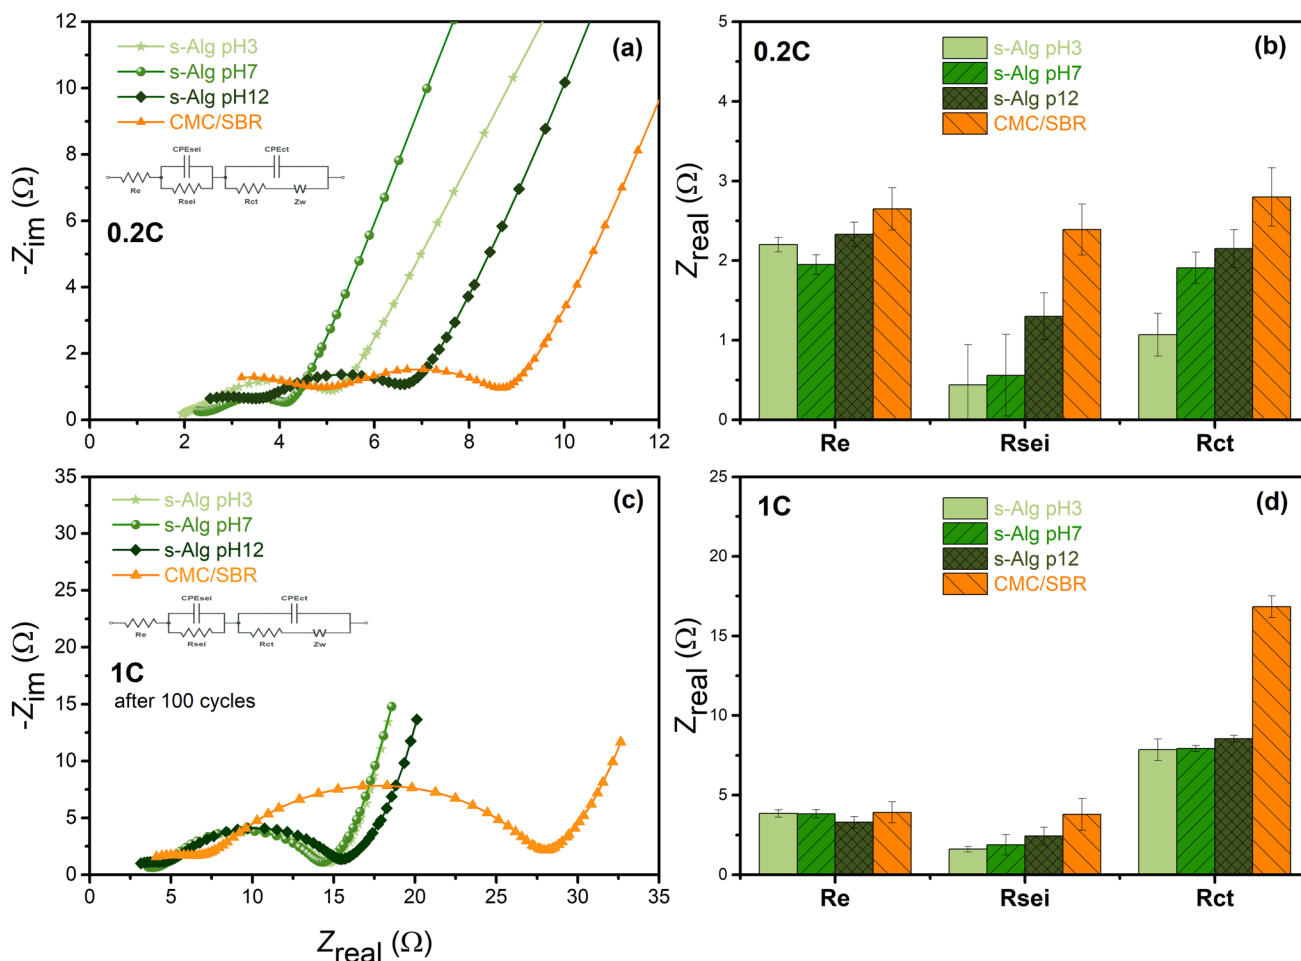 (a)
s-Alg pH3
s-Alg pH7
s-Alg pH12
CMC/SBR
CPEsei
CPEct
Re
Rsei
Rct
Zw
0.2C
-Zim (Ω)
12
10
8
6
4
2
0
0 2 4 6 8 10 12
(b)
0.2C
s-Alg pH3
s-Alg pH7
s-Alg p12
CMC/SBR
Zreal (Ω)
5
4
3
2
1
0
Re Rsei Rct
(c)
s-Alg pH3
s-Alg pH7
s-Alg pH12
CMC/SBR
CPEsei
CPEct
Re
Rsei
Rct
Zw
1C
after 100 cycles
-Zim (Ω)
35
30
25
20
15
10
5
0
0 5 10 15 20 25 30 35
Zreal (Ω)
(d)
1C
s-Alg pH3
s-Alg pH7
s-Alg p12
CMC/SBR
Zreal (Ω)
25
20
15
10
5
0
Re Rsei Rct